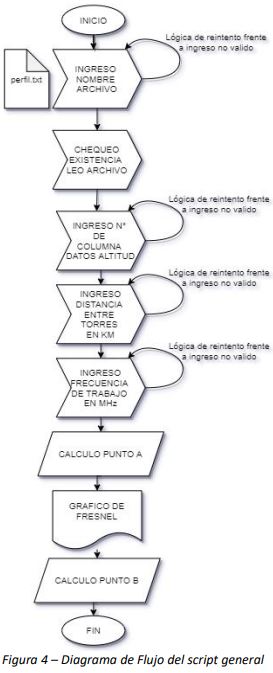 INICIO
Lógica de reintento frente
a ingreso no valido
perfil.txt
INGRESO
NOMBRE
ARCHIVO
CHEQUEO
EXISTENCIA
LEO ARCHIVO
Lógica de reintento frente
a ingreso no valido
INGRESO N°
DE
COLUMNA
DATOS ALTITUD
Lógica de reintento frente
a ingreso no valido
INGRESO
DISTANCIA
ENTRE
TORRES
EN KM
Lógica de reintento frente
a ingreso no valido
INGRESO
FRECUENCIA
DE TRABAJO
EN MHz
CALCULO PUNTO A
GRAFICO DE
FRESNEL
CALCULO PUNTO B
FIN
Figura 4 – Diagrama de Flujo del script general